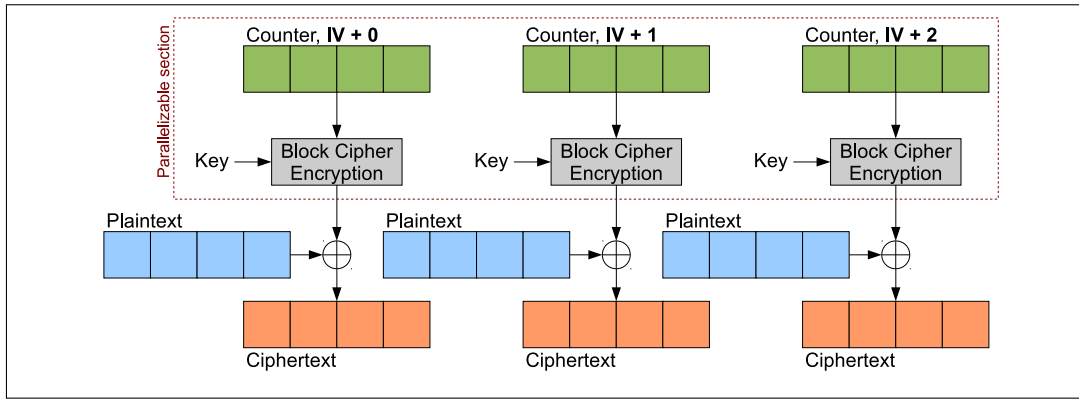 Parallelizable section
Counter, IV + 0
Counter, IV + 1
Counter, IV + 2
Key
Block Cipher
Encryption
Key
Block Cipher
Encryption
Key
Block Cipher
Encryption
Plaintext
Plaintext
Plaintext
Ciphertext
Ciphertext
Ciphertext